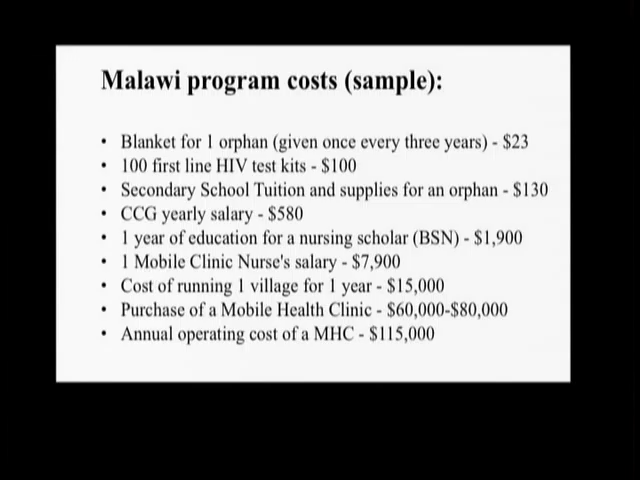 Malawi program costs (sample):
• Blanket for 1 orphan (given once every three years) - $23
• 100 first line HIV test kits - $100
• Secondary School Tuition and supplies for an orphan - $130
• CCG yearly salary - $580
• 1 year of education for a nursing scholar (BSN) - $1,900
• 1 Mobile Clinic Nurse's salary - $7,900
• Cost of running 1 village for 1 year - $15,000
• Purchase of a Mobile Health Clinic - $60,000-$80,000
• Annual operating cost of a MHC - $115,000